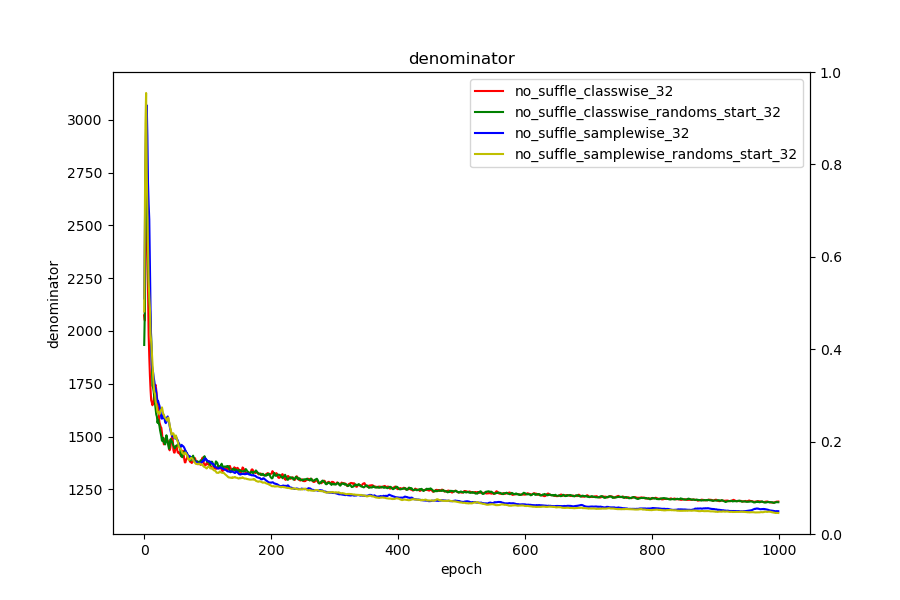 denominator
no_suffle_classwise_32
no_suffle_classwise_randoms_start_32
no_suffle_samplewise_32
no_suffle_samplewise_randoms_start_32
denominator
3000
2750
2500
2250
2000
1750
1500
1250
1.0
0.8
0.6
0.4
0.2
0.0
0 200 400 600 800 1000
epoch